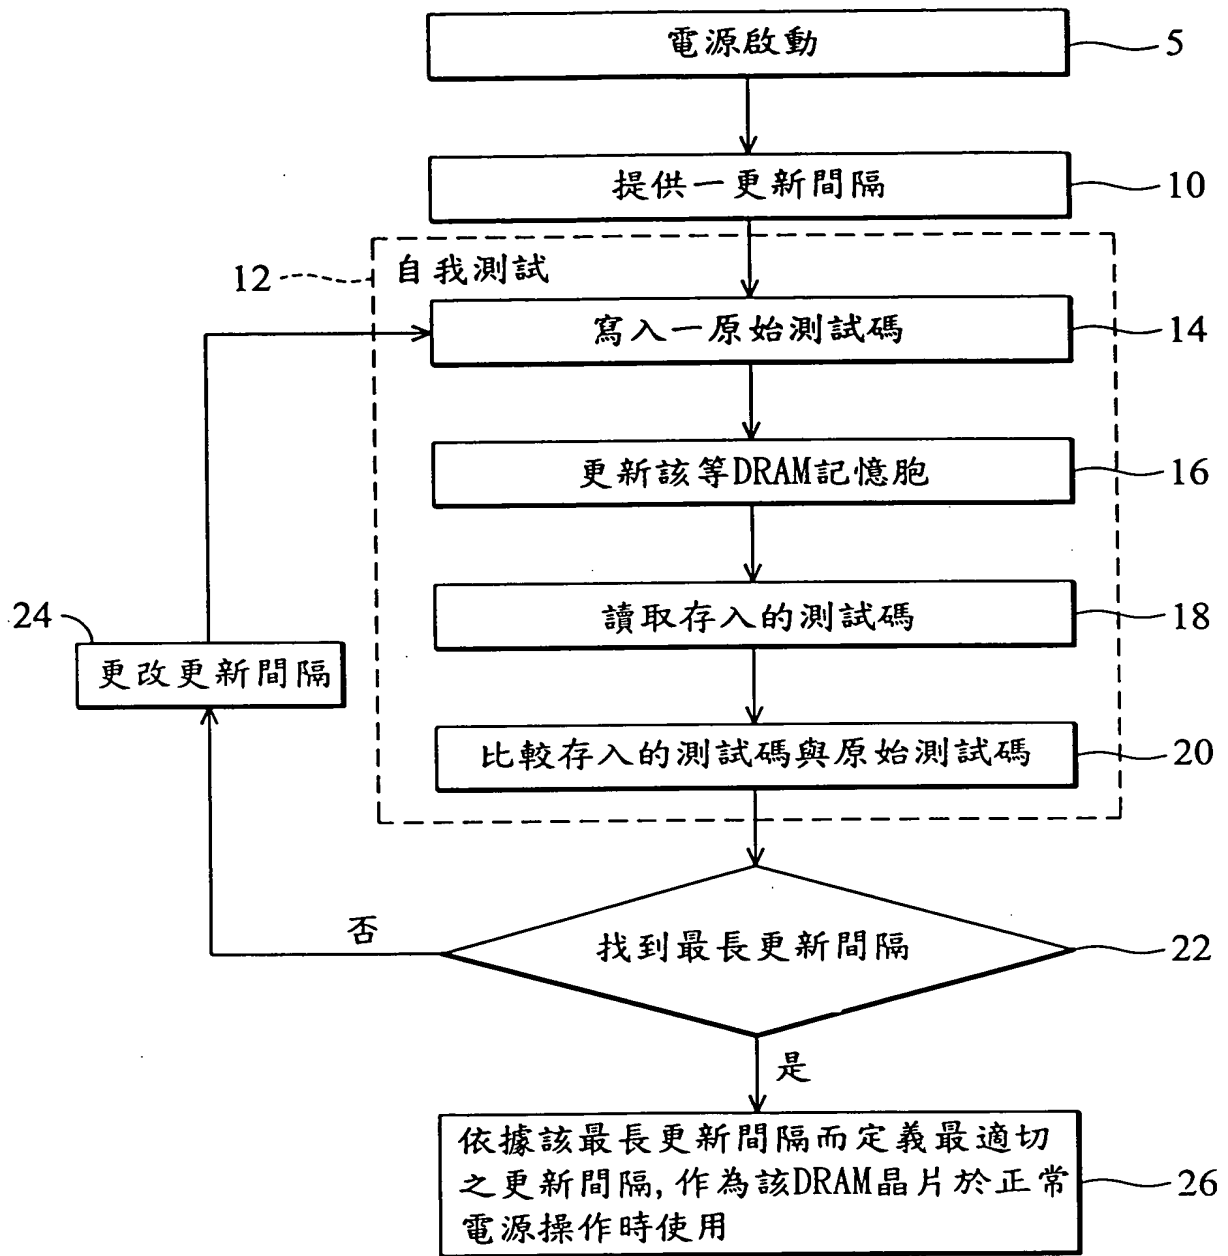 電源啟動
5
提供一更新間隔
10
12
自我測試
寫入一原始測試碼
14
更新該等DRAM記憶胞
16
讀取存入的測試碼
18
24
更改更新間隔
比較存入的測試碼與原始測試碼
20
否
找到最長更新間隔
22
是
依據該最長更新間隔而定義最適切
之更新間隔,作為該DRAM晶片於正常
電源操作時使用
26